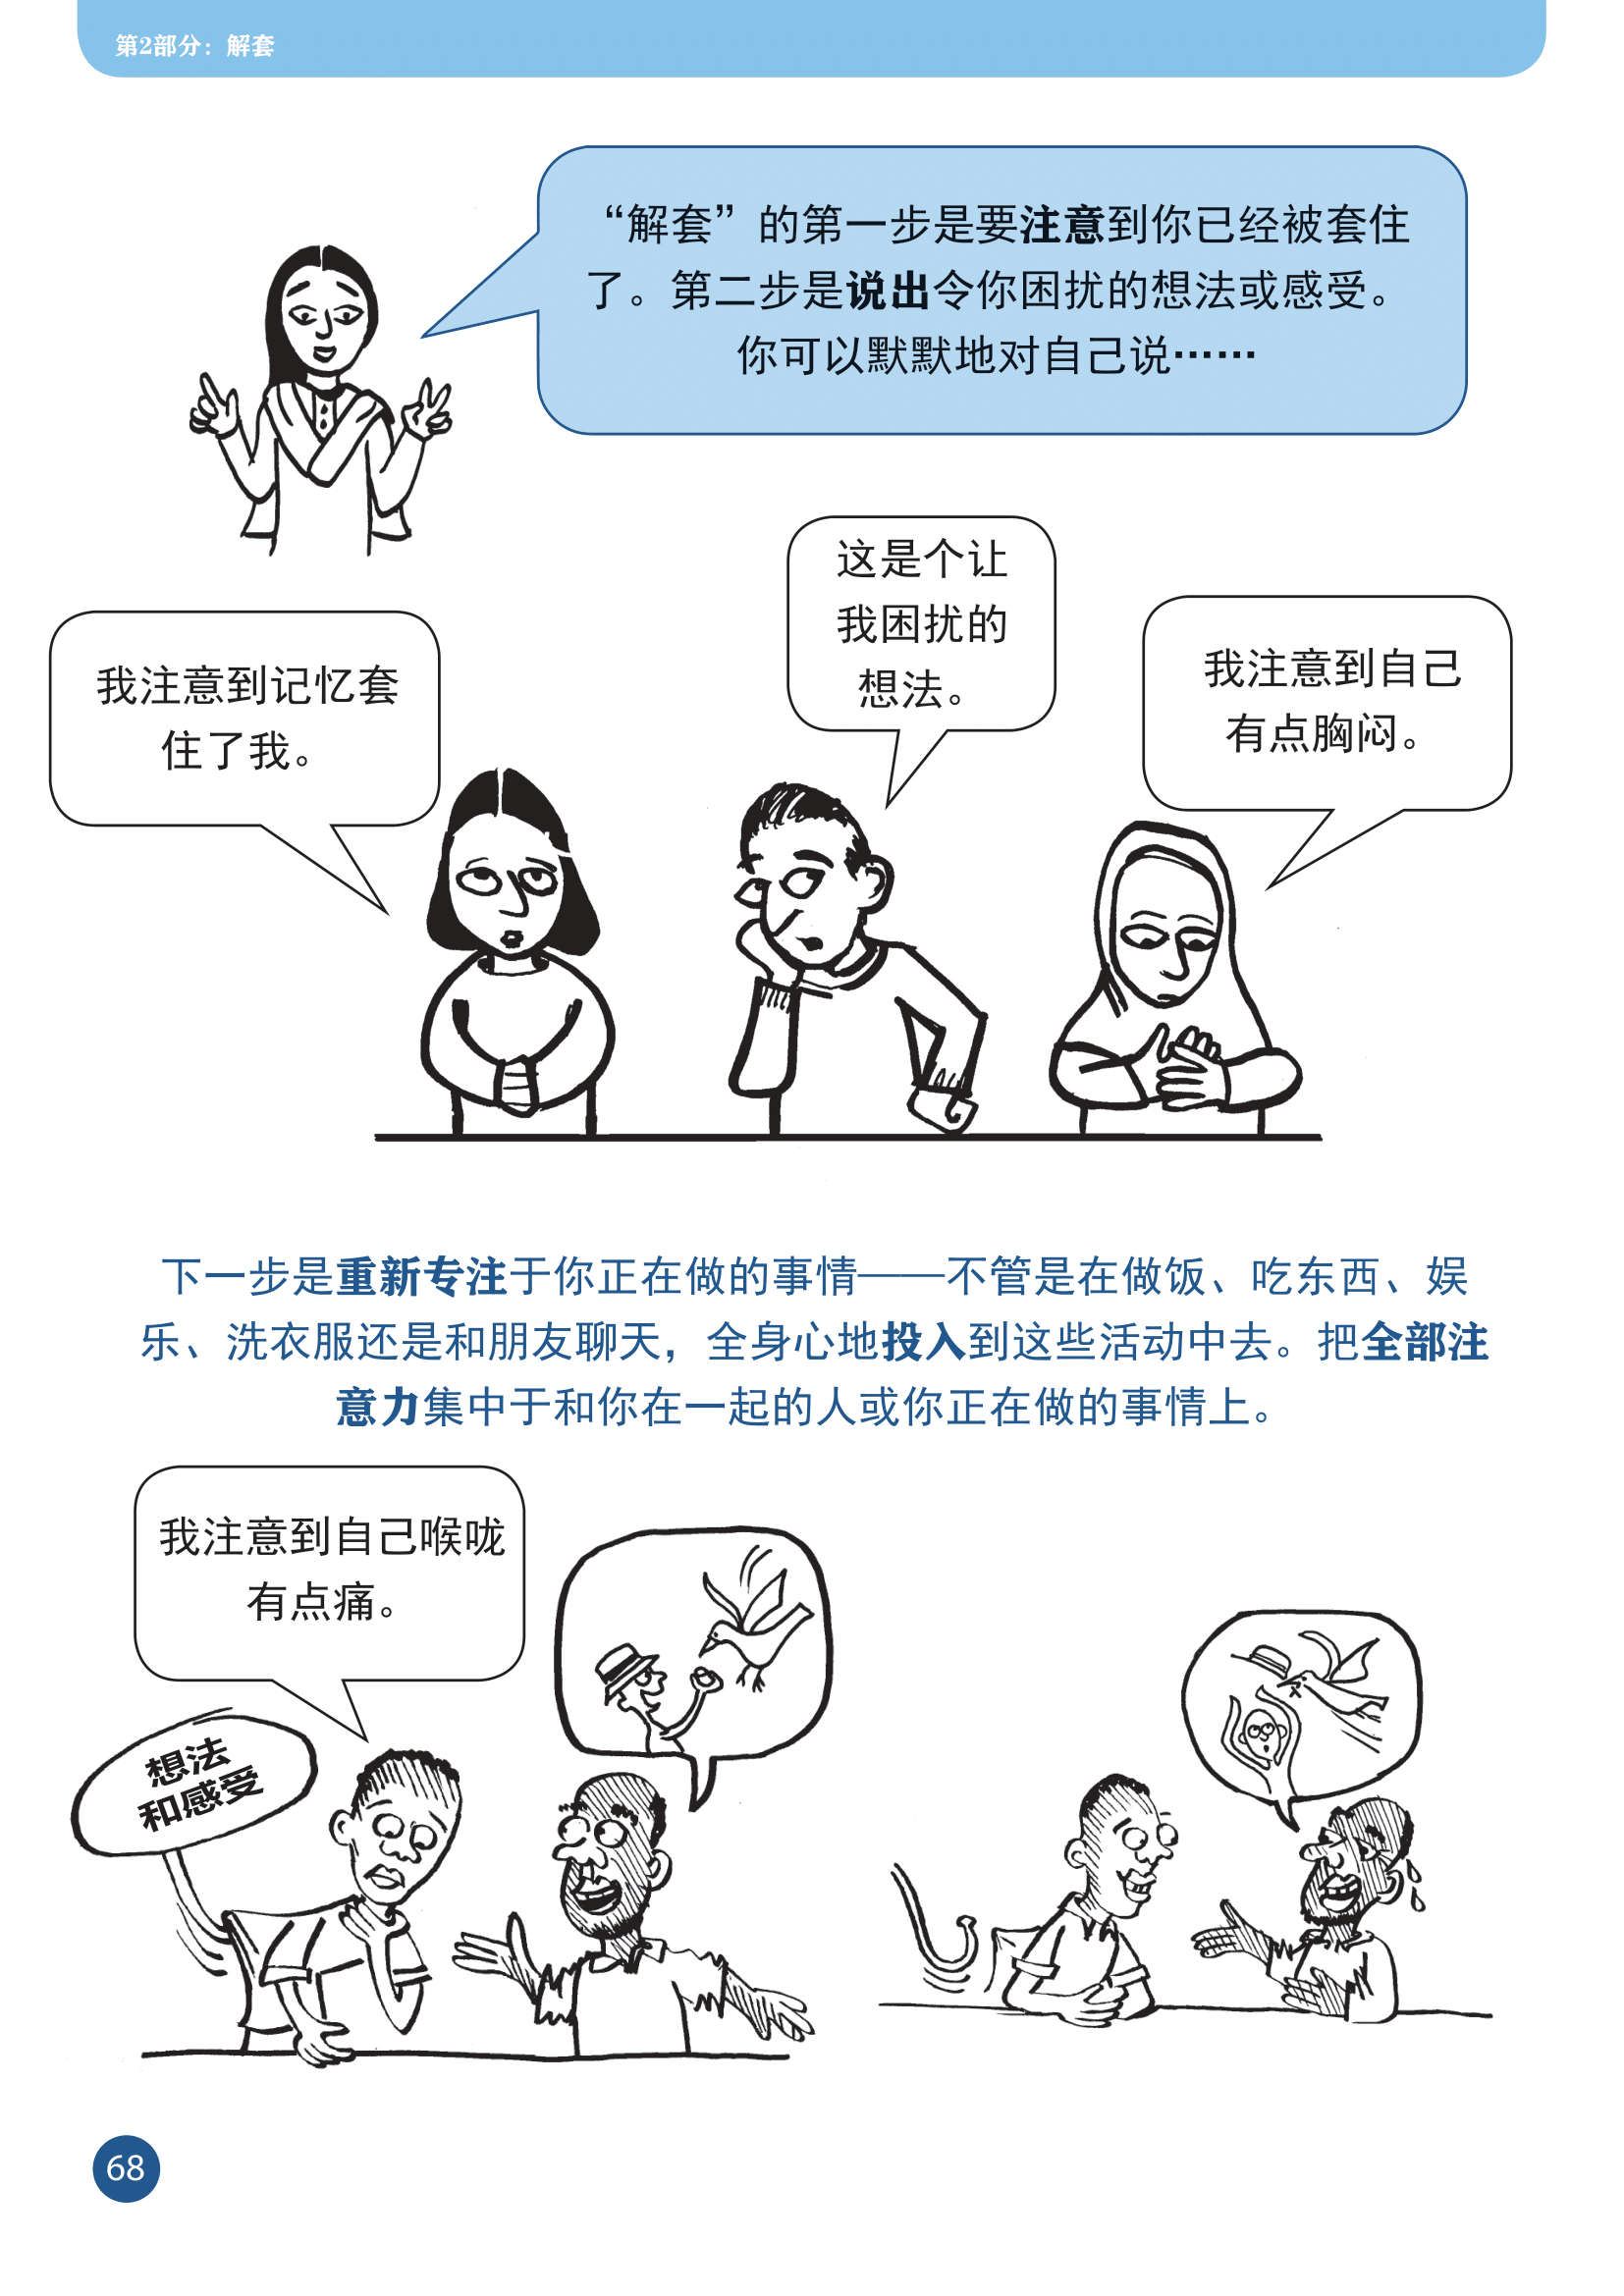 第2部分：解套
“解套”的第一步是要注意到你已经被套住
了。第二步是说出令你困扰的想法或感受。
你可以默默地对自己说……
这是个让
我困扰的
想法。
我注意到记忆套
住了我。
我注意到自己
有点胸闷。
下一步是重新专注于你正在做的事情——不管是在做饭、吃东西、娱
乐、洗衣服还是和朋友聊天，全身心地投入到这些活动中去。把全部注
意力集中于和你在一起的人或你正在做的事情上。
我注意到自己喉咙
有点痛。
想法
和感受
68